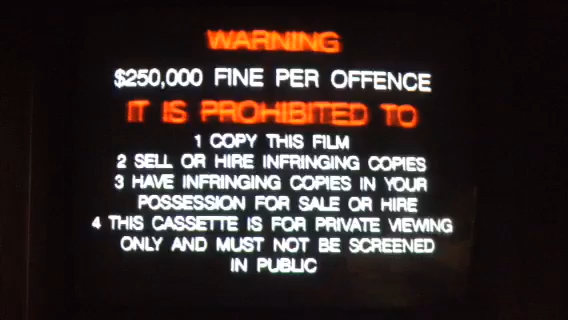 WARNING
$250,000 FINE PER OFFENCE
IT IS PROHIBITED TO
1 COPY THIS FILM
2 SELL OR HIRE INFRINGING COPIES
3 HAVE INFRINGING COPIES IN YOUR
POSSESSION FOR SALE OR HIRE
4 THIS CASSETTE IS FOR PRIVATE VIEWING
ONLY AND MUST NOT BE SCREENED
IN PUBLIC